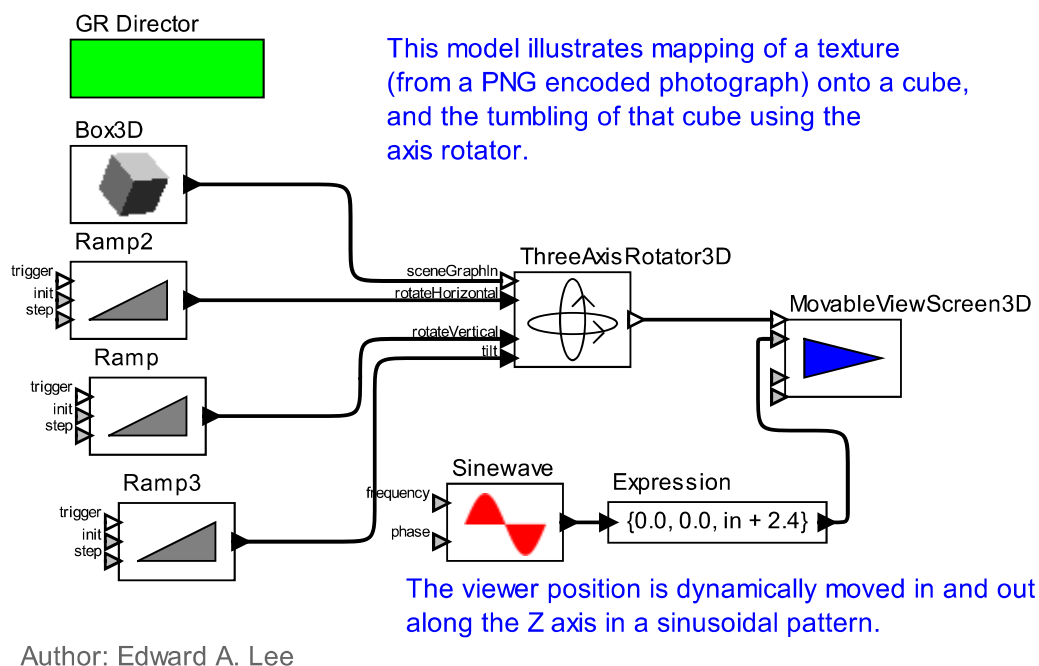 GR Director
This model illustrates mapping of a texture
(from a PNG encoded photograph) onto a cube,
and the tumbling of that cube using the
axis rotator.
Box3D
Ramp2
trigger
init
step
sceneGraphIn
rotateHorizontal
rotateVertical
tilt
ThreeAxisRotator3D
MovableViewScreen3D
Ramp
trigger
init
step
Ramp3
trigger
init
step
Sinewave
frequency
phase
Expression
{0.0, 0.0, in + 2.4}
The viewer position is dynamically moved in and out
along the Z axis in a sinusoidal pattern.
Author: Edward A. Lee